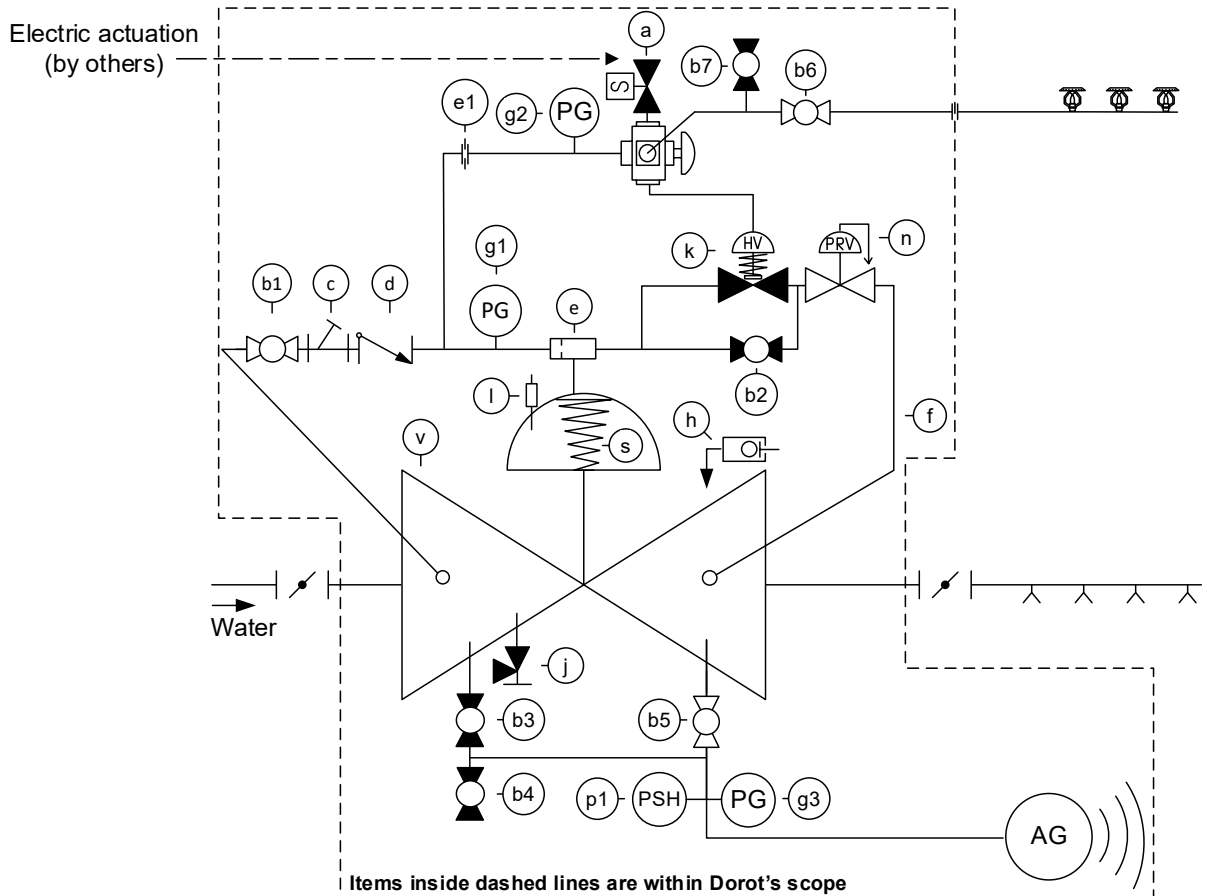 Electric actuation
(by others)
a
b7
b6
e1
g2
PG
S
g1
k
HV
PRV
n
b1
c
d
PG
e
b2
l
h
f
v
s
Water
j
b3
b5
b4
p1
PSH
PG
g3
AG
Items inside dashed lines are within Dorot's scope